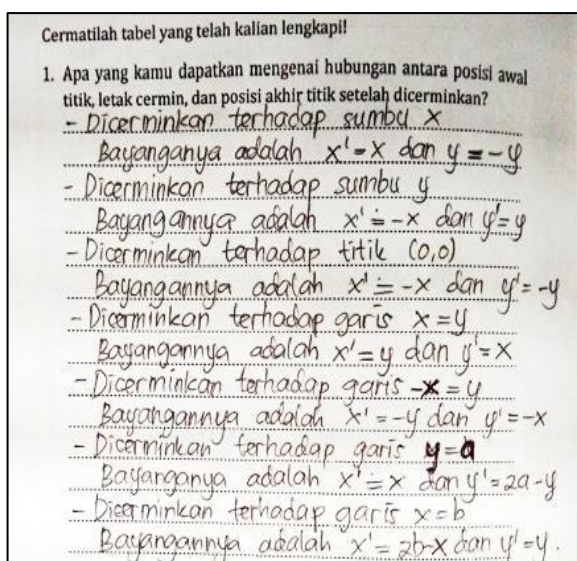 Cermatilah tabel yang telah kalian lengkapi!
1. Apa yang kamu dapatkan mengenai hubungan antara posisi awal
titik, letak cermin, dan posisi akhir titik setelah dicerminkan?
- Dicerminkan terhadap sumbu x
Bayanganya adalah x' = x dan y = -y
- Dicerminkan terhadap sumbu y
Bayangannya adalah x' = -x dan y' = y
- Dicerminkan terhadap titik (0,0)
Bayangannya adalah x' = -x dan y' = -y
- Dicerminkan terhadap garis x = y
Bayangannya adalah x' = y dan y' = x
- Dicerminkan terhadap garis -x = y
Bayangannya adalah x' = -y dan y' = -x
- Dicerminkan terhadap garis y = a
Bayanganya adalah x' = x dan y' = 2a-y
- Dicerminkan terhadap garis x = b
Bayangannya adalah x' = 2b-x dan y' = y.